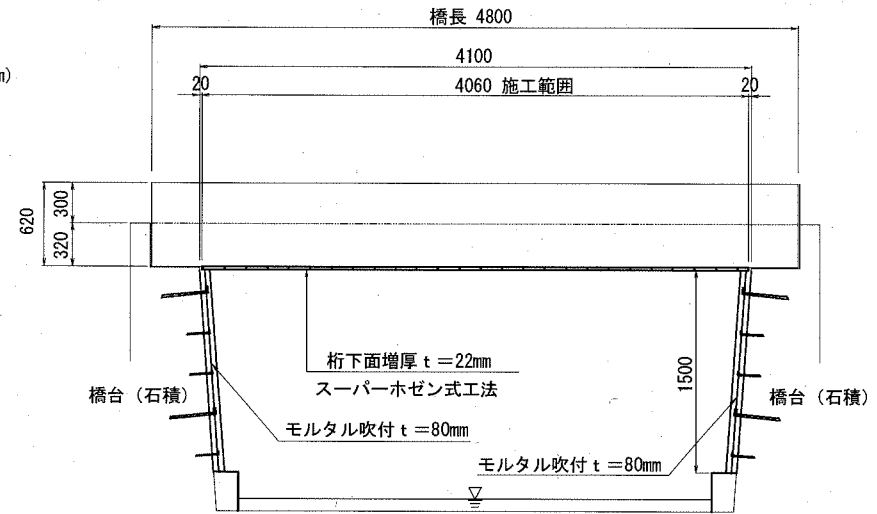 橋長 4800
4100
m)
20
4060 施工範囲
20
620
300
320
桁下面増厚 t =22mm
スーパーホゼン式工法
1500
橋台 (石積)
橋台 (石積)
モルタル吹付 t =80mm
モルタル吹付 t =80mm